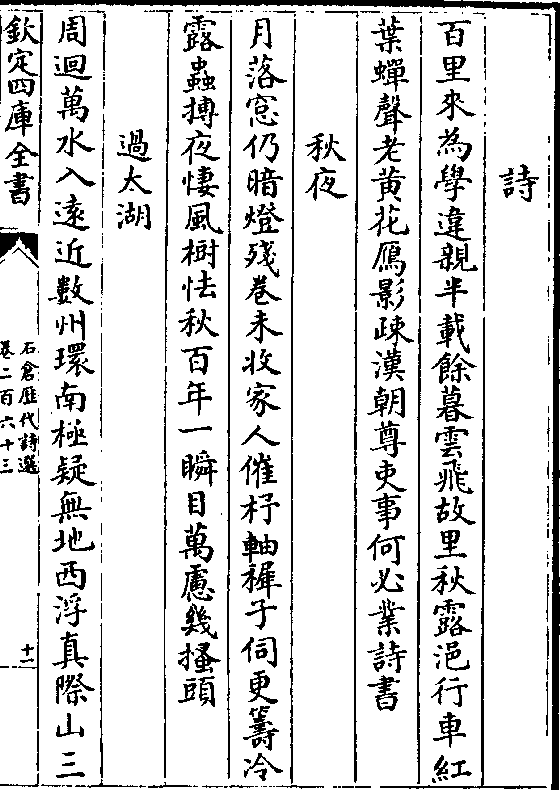 詩
百里來為學違親半載餘暮雲飛故里秋露浥行車紅
葉蟬聲老黄花鴈影疎漢朝尊吏事何必業詩書
秋夜
月落窓仍暗燈殘卷未收家人催杼軸穉子伺更籌冷
露蟲搏夜悽風樹怯秋百年一瞬目萬慮幾搔頭
過太湖
周迴萬水入遠近數州環南極疑無地西浮真際山三
欽定四庫全書
石倉歷代詩選
卷二百六十三
十一